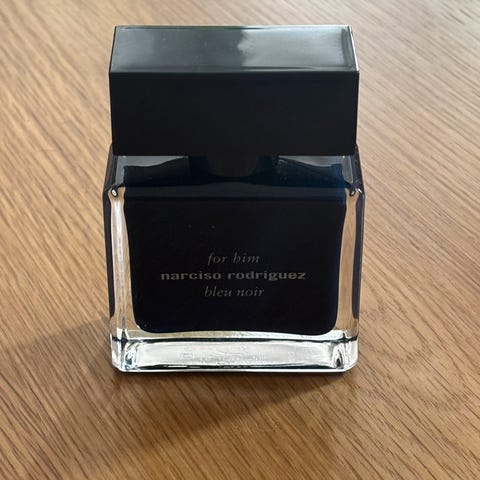 for him
narciso rodriguez
bleu noir